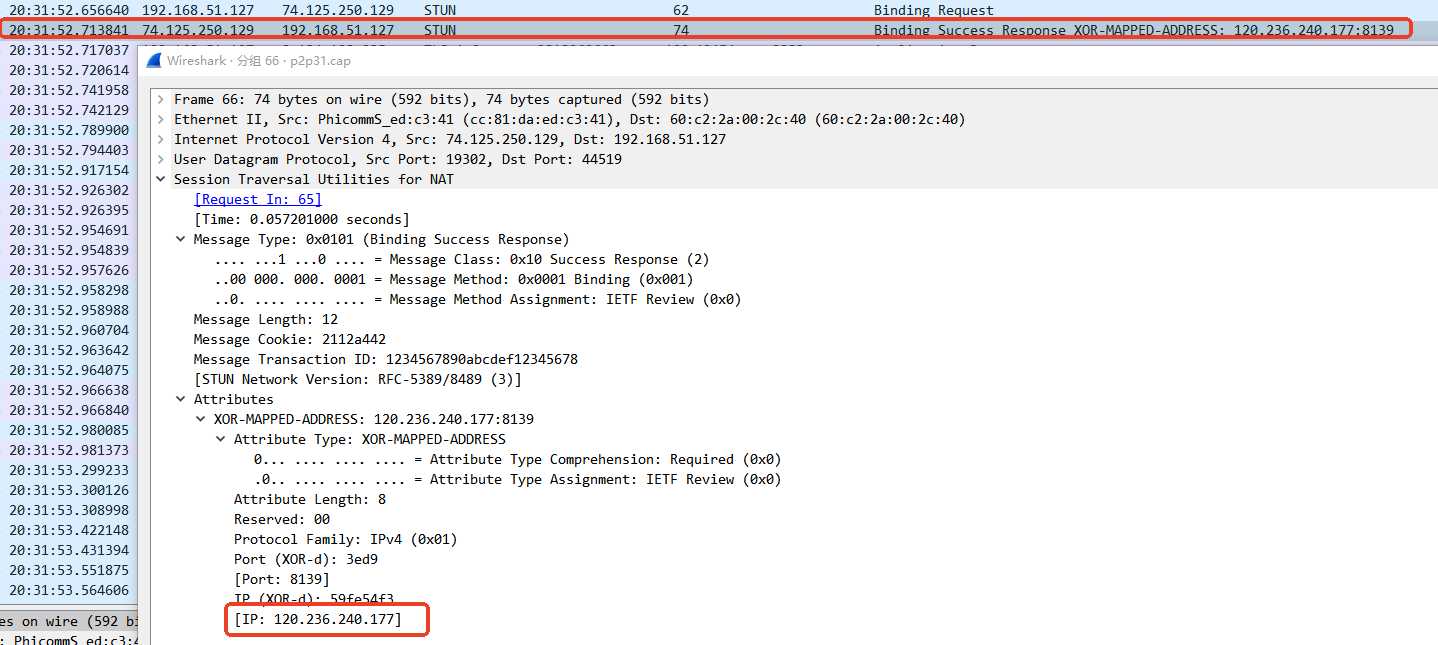 20:31:52.656640 192.168.51.127 74.125.250.129 STUN 62 Binding Request
20:31:52.713841 74.125.250.129 192.168.51.127 STUN 74 Binding Success Response XOR-MAPPED-ADDRESS: 120.236.240.177:8139
20:31:52.717037
20:31:52.720614
20:31:52.741958
20:31:52.742129
20:31:52.789900
20:31:52.794403
20:31:52.917154
20:31:52.926302
20:31:52.926395
20:31:52.954691
20:31:52.954839
20:31:52.957626
20:31:52.958298
20:31:52.958988
20:31:52.960704
20:31:52.963642
20:31:52.964075
20:31:52.966638
20:31:52.966840
20:31:52.980085
20:31:52.981373
20:31:53.299233
20:31:53.300126
20:31:53.308998
20:31:53.422148
20:31:53.431394
20:31:53.551875
20:31:53.564606
es on wire (592 bi
: PhicommS_ed:c3:4
Wireshark · 分组 66 · p2p31.cap
Frame 66: 74 bytes on wire (592 bits), 74 bytes captured (592 bits)
Ethernet II, Src: PhicommS_ed:c3:41 (cc:81:da:ed:c3:41), Dst: 60:c2:2a:00:2c:40 (60:c2:2a:00:2c:40)
Internet Protocol Version 4, Src: 74.125.250.129, Dst: 192.168.51.127
User Datagram Protocol, Src Port: 19302, Dst Port: 44519
Session Traversal Utilities for NAT
[Request In: 65]
[Time: 0.057201000 seconds]
Message Type: 0x0101 (Binding Success Response)
.... ...1 ...0 .... = Message Class: 0x10 Success Response (2)
..00 000. 000. 0001 = Message Method: 0x0001 Binding (0x001)
..0. .... .... .... = Message Method Assignment: IETF Review (0x0)
Message Length: 12
Message Cookie: 2112a442
Message Transaction ID: 1234567890abcdef12345678
[STUN Network Version: RFC-5389/8489 (3)]
Attributes
XOR-MAPPED-ADDRESS: 120.236.240.177:8139
Attribute Type: XOR-MAPPED-ADDRESS
0... .... .... .... = Attribute Type Comprehension: Required (0x0)
.0.. .... .... .... = Attribute Type Assignment: IETF Review (0x0)
Attribute Length: 8
Reserved: 00
Protocol Family: IPv4 (0x01)
Port (XOR-d): 3ed9
[Port: 8139]
IP (XOR-d): 59fe54f3
[IP: 120.236.240.177]